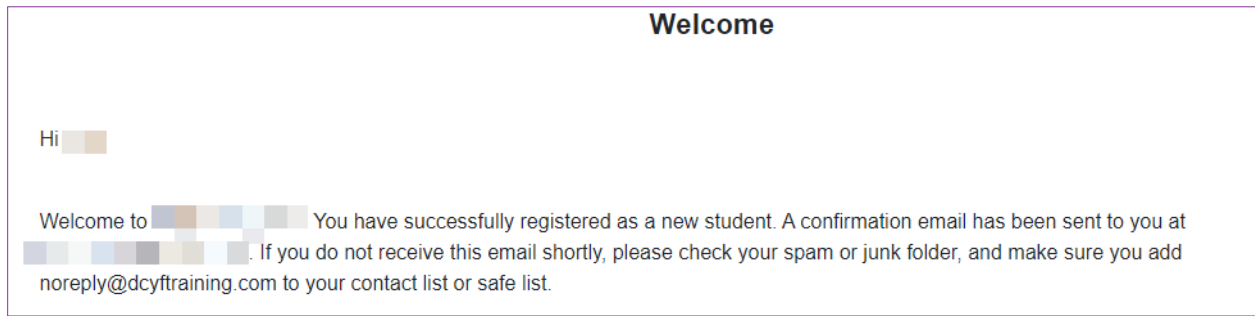 Welcome
Hi
Welcome to You have successfully registered as a new student. A confirmation email has been sent to you at
. If you do not receive this email shortly, please check your spam or junk folder, and make sure you add
noreply@dcyftraining.com to your contact list or safe list.